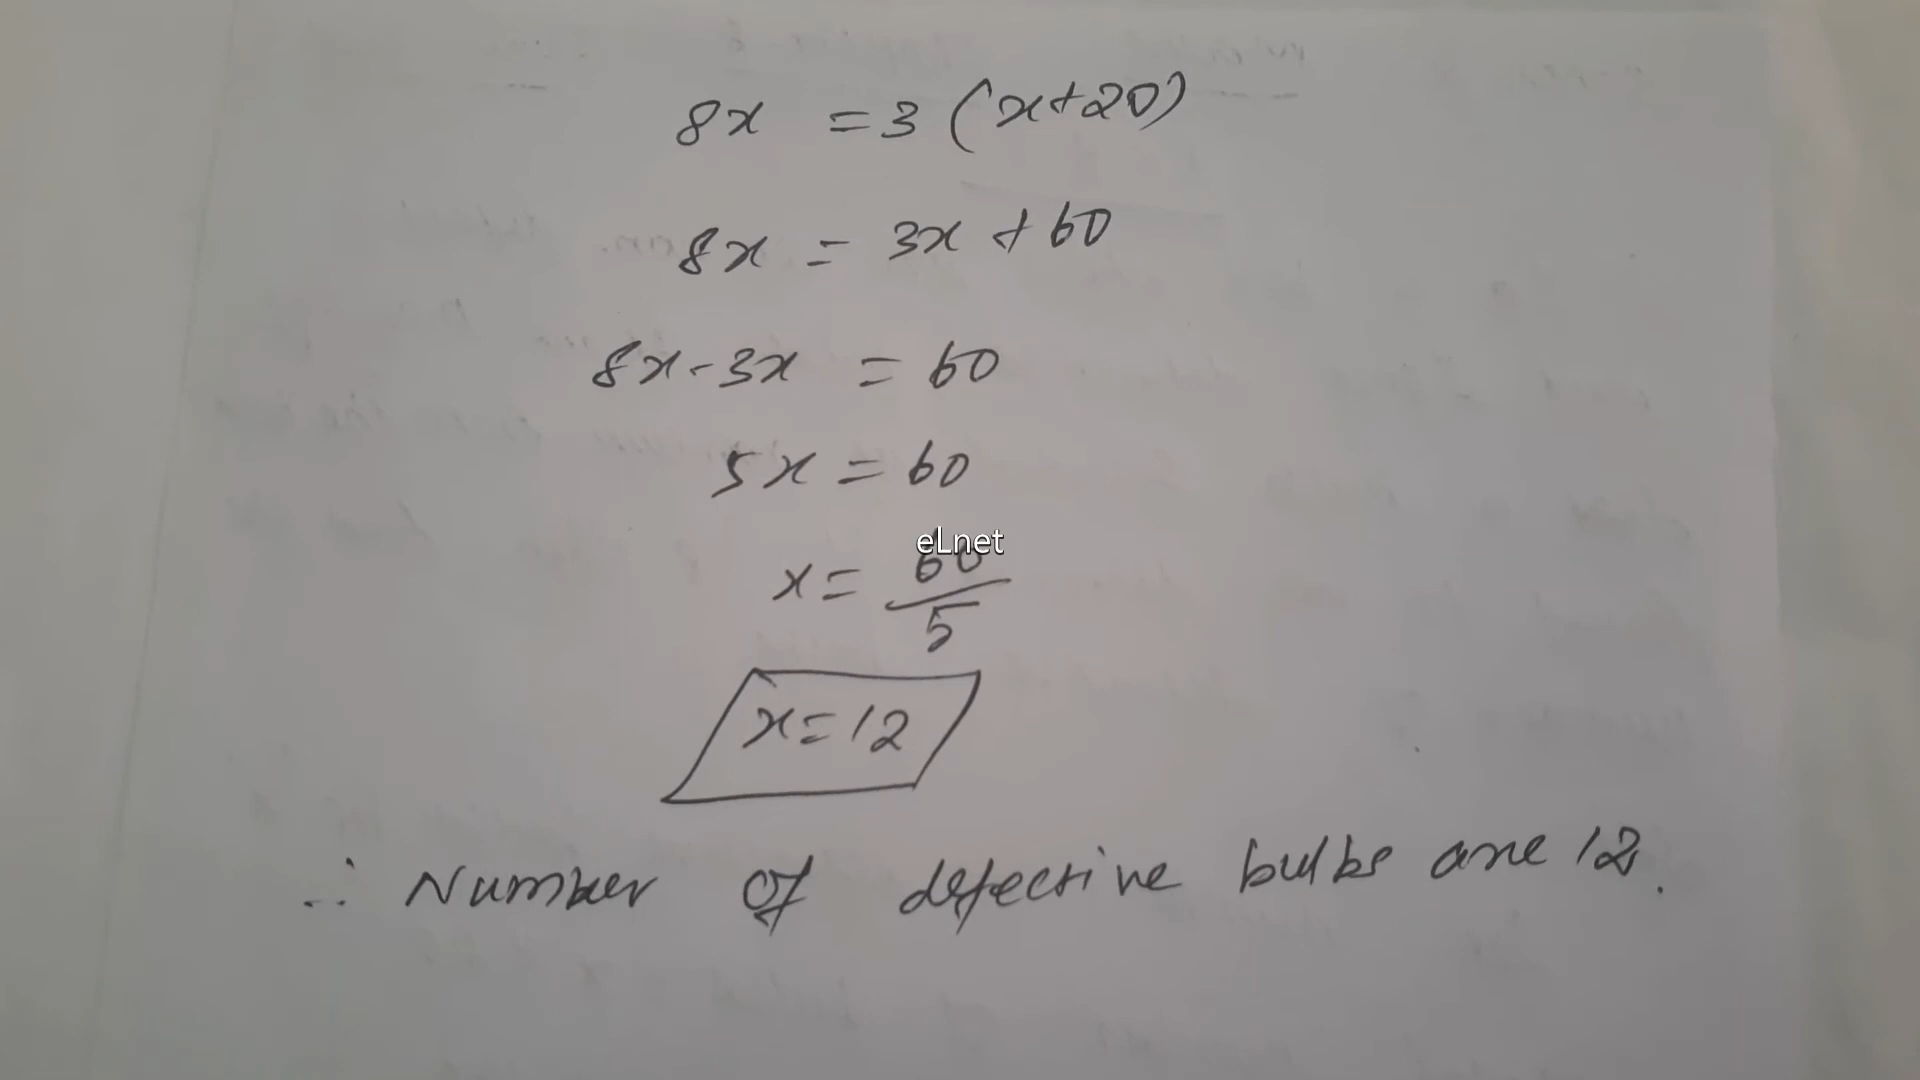 8x = 3 (x+20)
8x = 3x + 60
8x - 3x = 60
5x = 60
eLnet
x = 60/5
x = 12
∴ Number of defective bulbs are 12.